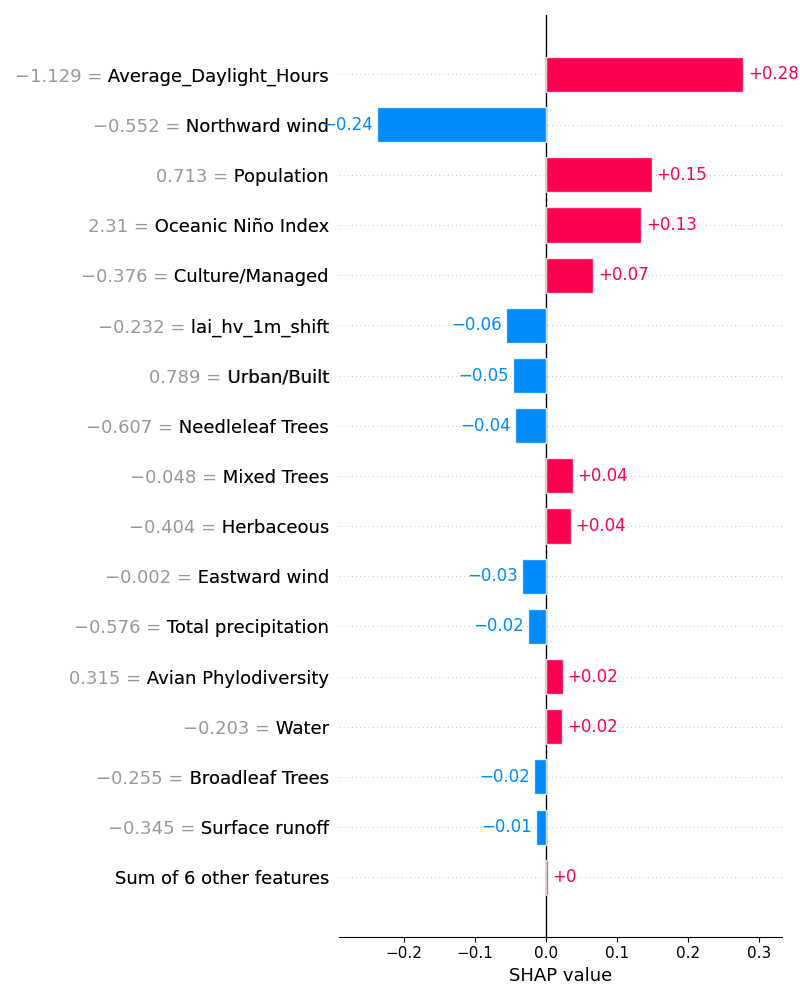 −1.129 = Average_Daylight_Hours +0.28
−0.552 = Northward wind −0.24
0.713 = Population +0.15
2.31 = Oceanic Niño Index +0.13
−0.376 = Culture/Managed +0.07
−0.232 = lai_hv_1m_shift −0.06
0.789 = Urban/Built −0.05
−0.607 = Needleleaf Trees −0.04
−0.048 = Mixed Trees +0.04
−0.404 = Herbaceous +0.04
−0.002 = Eastward wind −0.03
−0.576 = Total precipitation −0.02
0.315 = Avian Phylodiversity +0.02
−0.203 = Water +0.02
−0.255 = Broadleaf Trees −0.02
−0.345 = Surface runoff −0.01
Sum of 6 other features +0
−0.2 −0.1 0.0 0.1 0.2 0.3
SHAP value